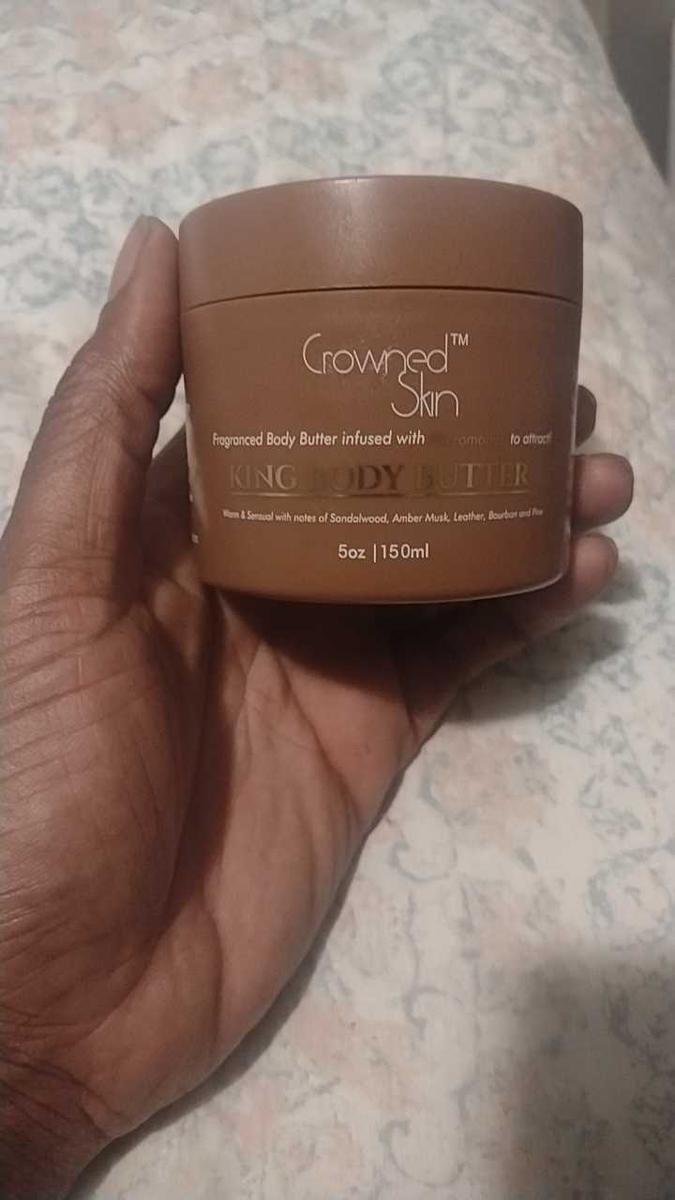 Crowned™
Skin
Fragranced Body Butter infused with to attract!
KING BODY BUTTER
Warm & Sensual with notes of Sandalwood, Amber Musk, Leather, Bourbon and Pine
5oz | 150ml